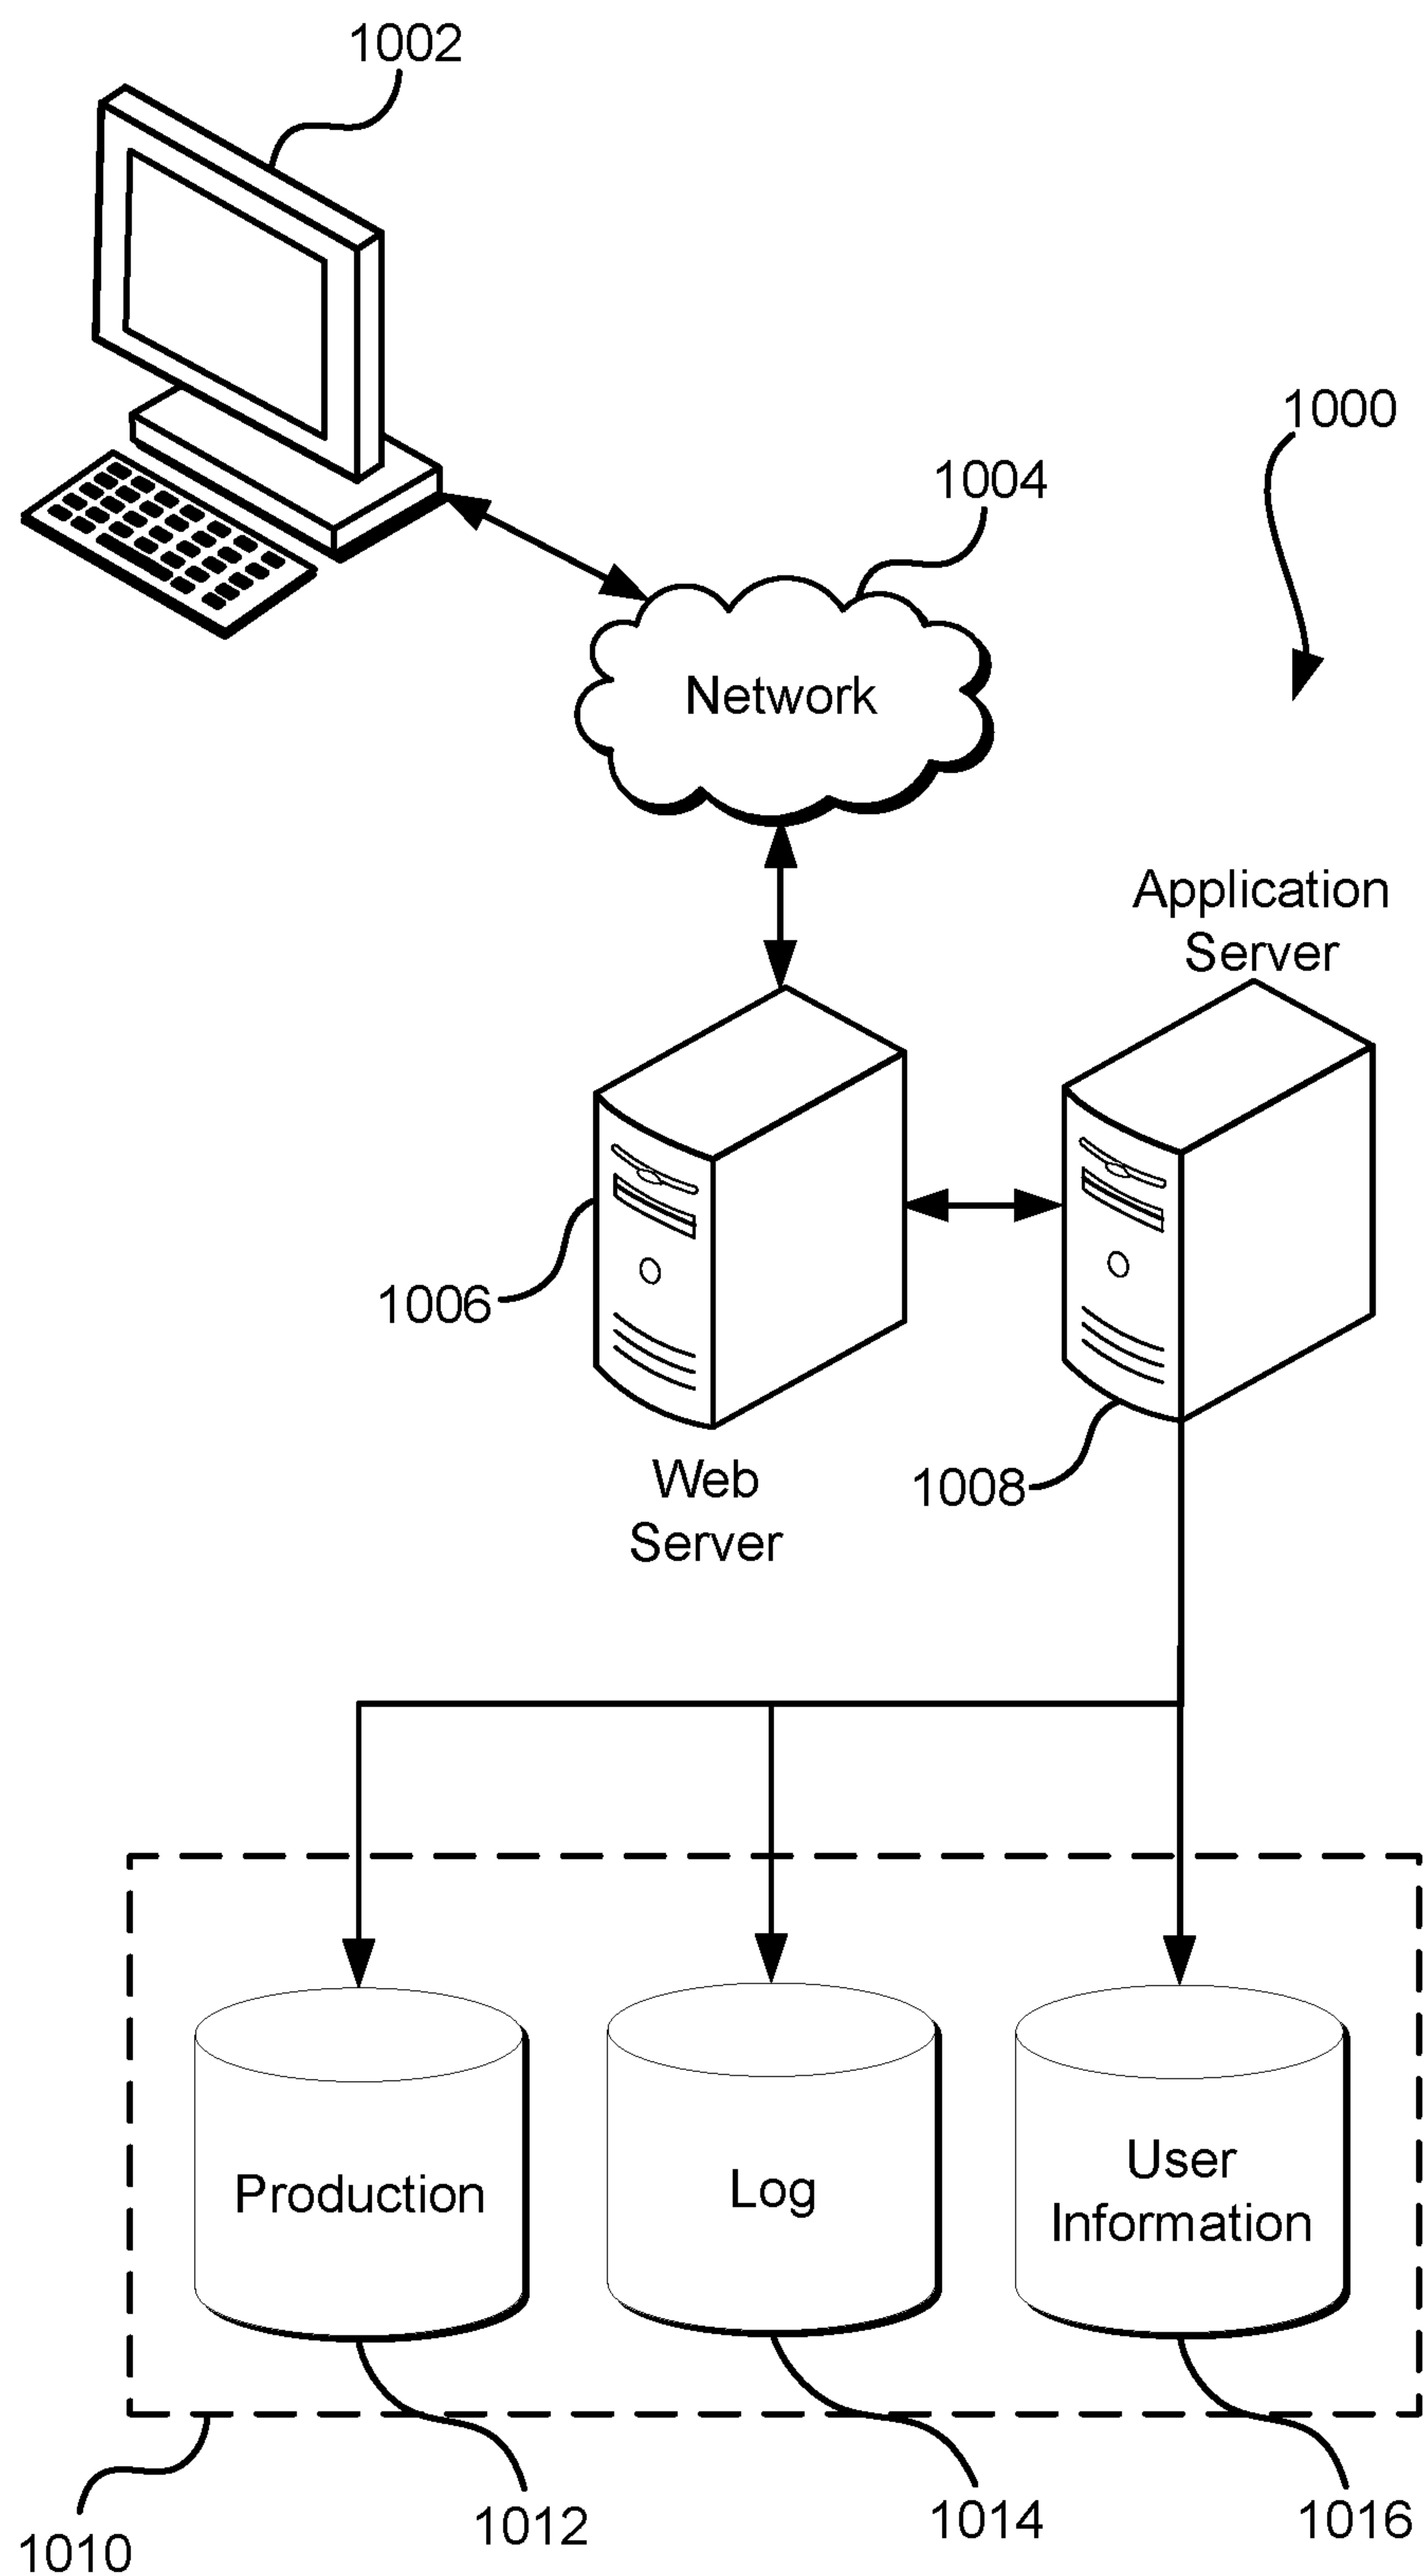 1002
1000
1004
Network
Application
Server
1006
1008
Web
Server
Production
Log
User
Information
1010
1012
1014
1016